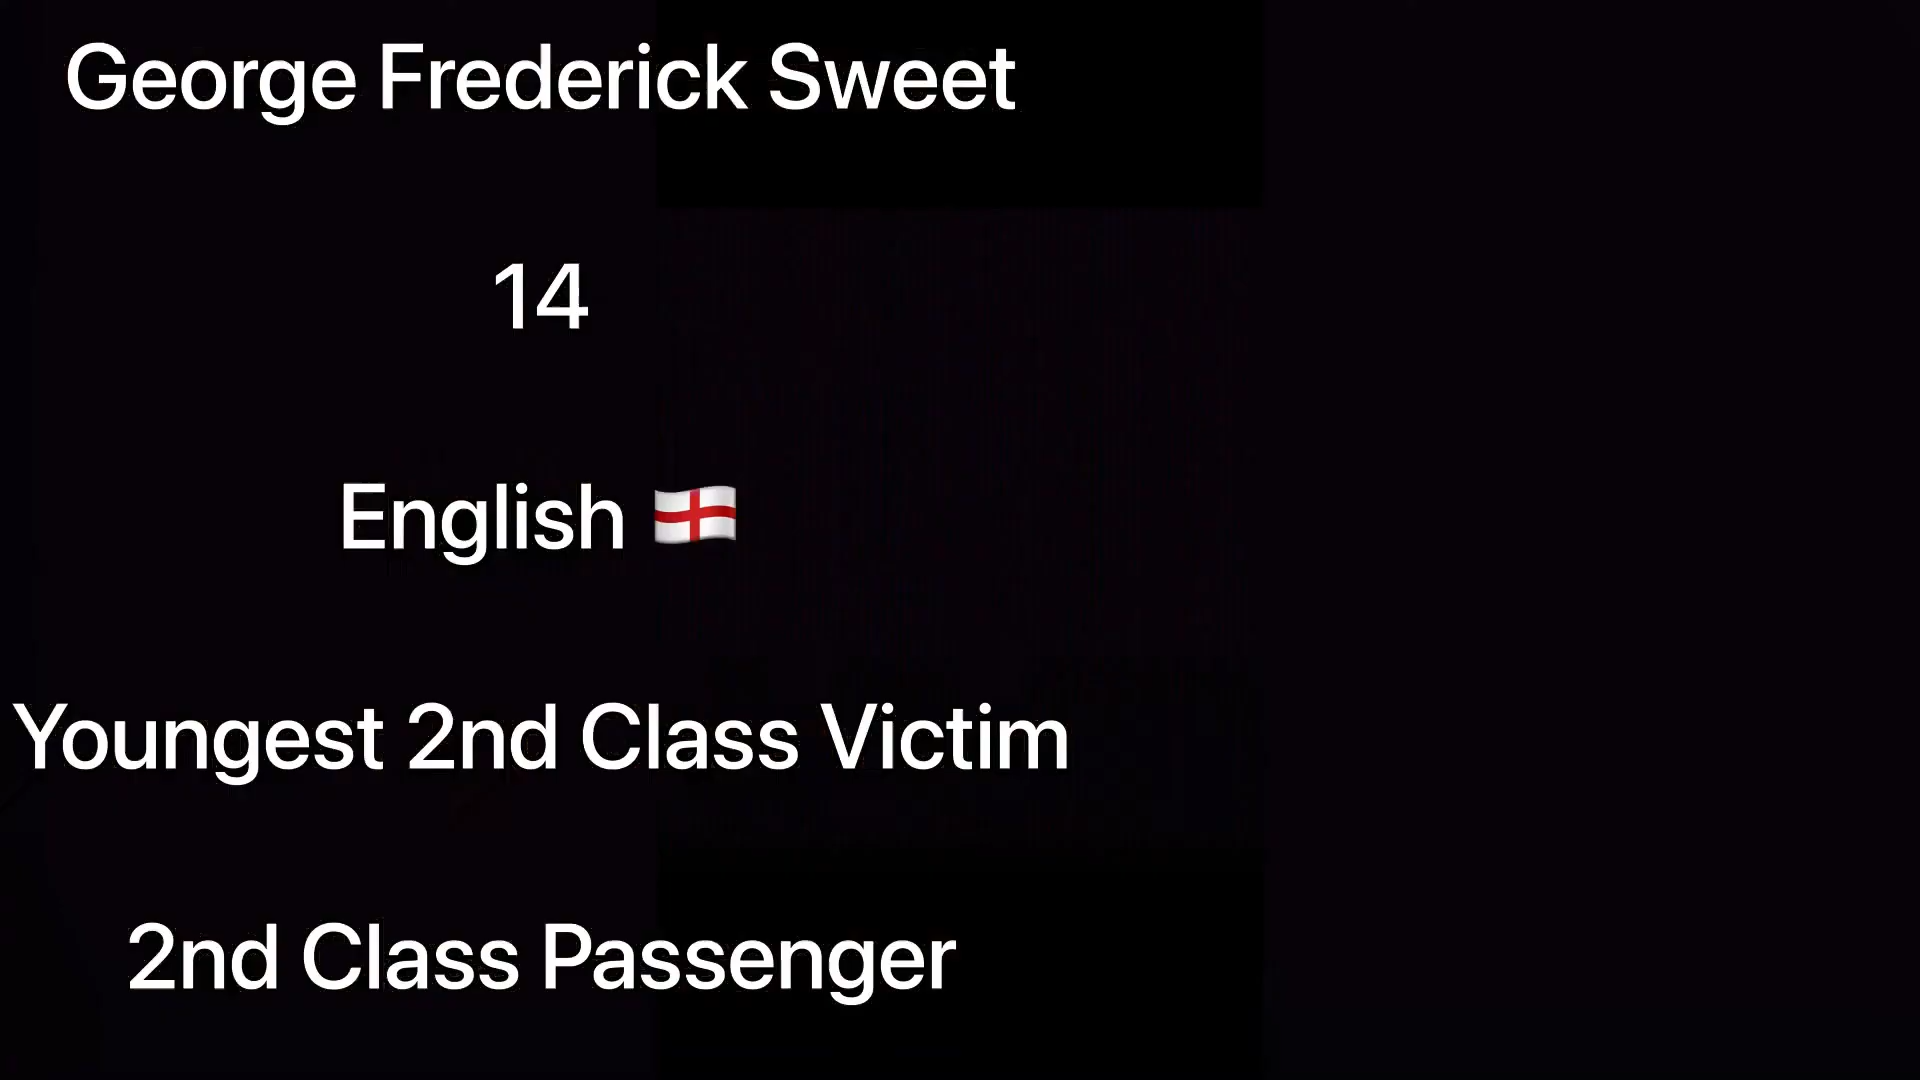 George Frederick Sweet
14
English 🏴󠁧󠁢󠁥󠁮󠁧󠁿
Youngest 2nd Class Victim
2nd Class Passenger